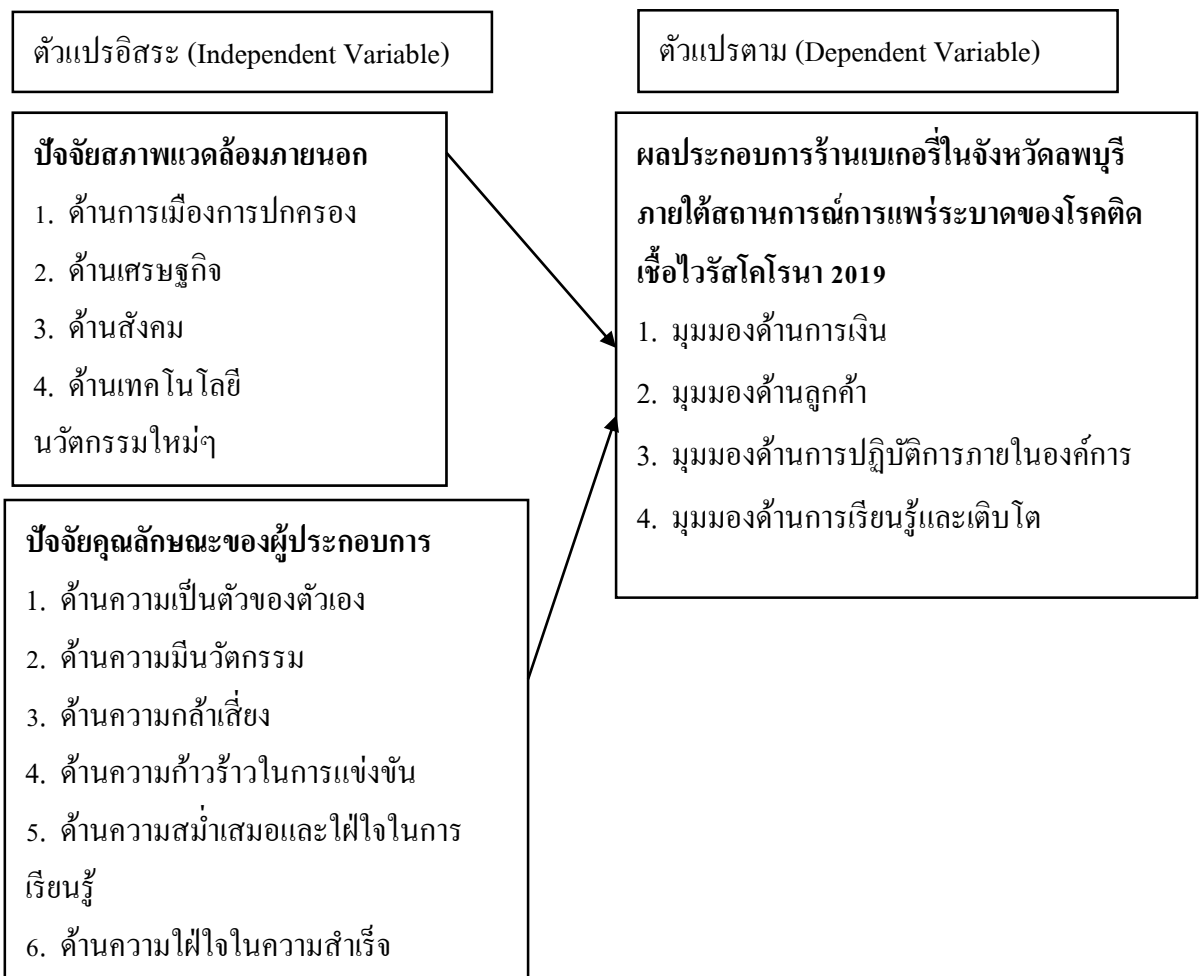 ตัวแปรอิสระ (Independent Variable)
ตัวแปรตาม (Dependent Variable)
ปัจจัยสภาพแวดล้อมภายนอก
1. ด้านการเมืองการปกครอง
2. ด้านเศรษฐกิจ
3. ด้านสังคม
4. ด้านเทคโนโลยี
นวัตกรรมใหม่ๆ
ปัจจัยคุณลักษณะของผู้ประกอบการ
1. ด้านความเป็นตัวของตัวเอง
2. ด้านความมีนวัตกรรม
3. ด้านความกล้าเสี่ยง
4. ด้านความก้าวร้าวในการแข่งขัน
5. ด้านความสม่ำเสมอและใฝ่ใจในการ
เรียนรู้
6. ด้านความใฝ่ใจในความสำเร็จ
ผลประกอบการร้านเบเกอรี่ในจังหวัดลพบุรี
ภายใต้สถานการณ์การแพร่ระบาดของโรคติด
เชื้อไวรัสโคโรนา 2019
1. มุมมองด้านการเงิน
2. มุมมองด้านลูกค้า
3. มุมมองด้านการปฏิบัติการภายในองค์การ
4. มุมมองด้านการเรียนรู้และเติบโต